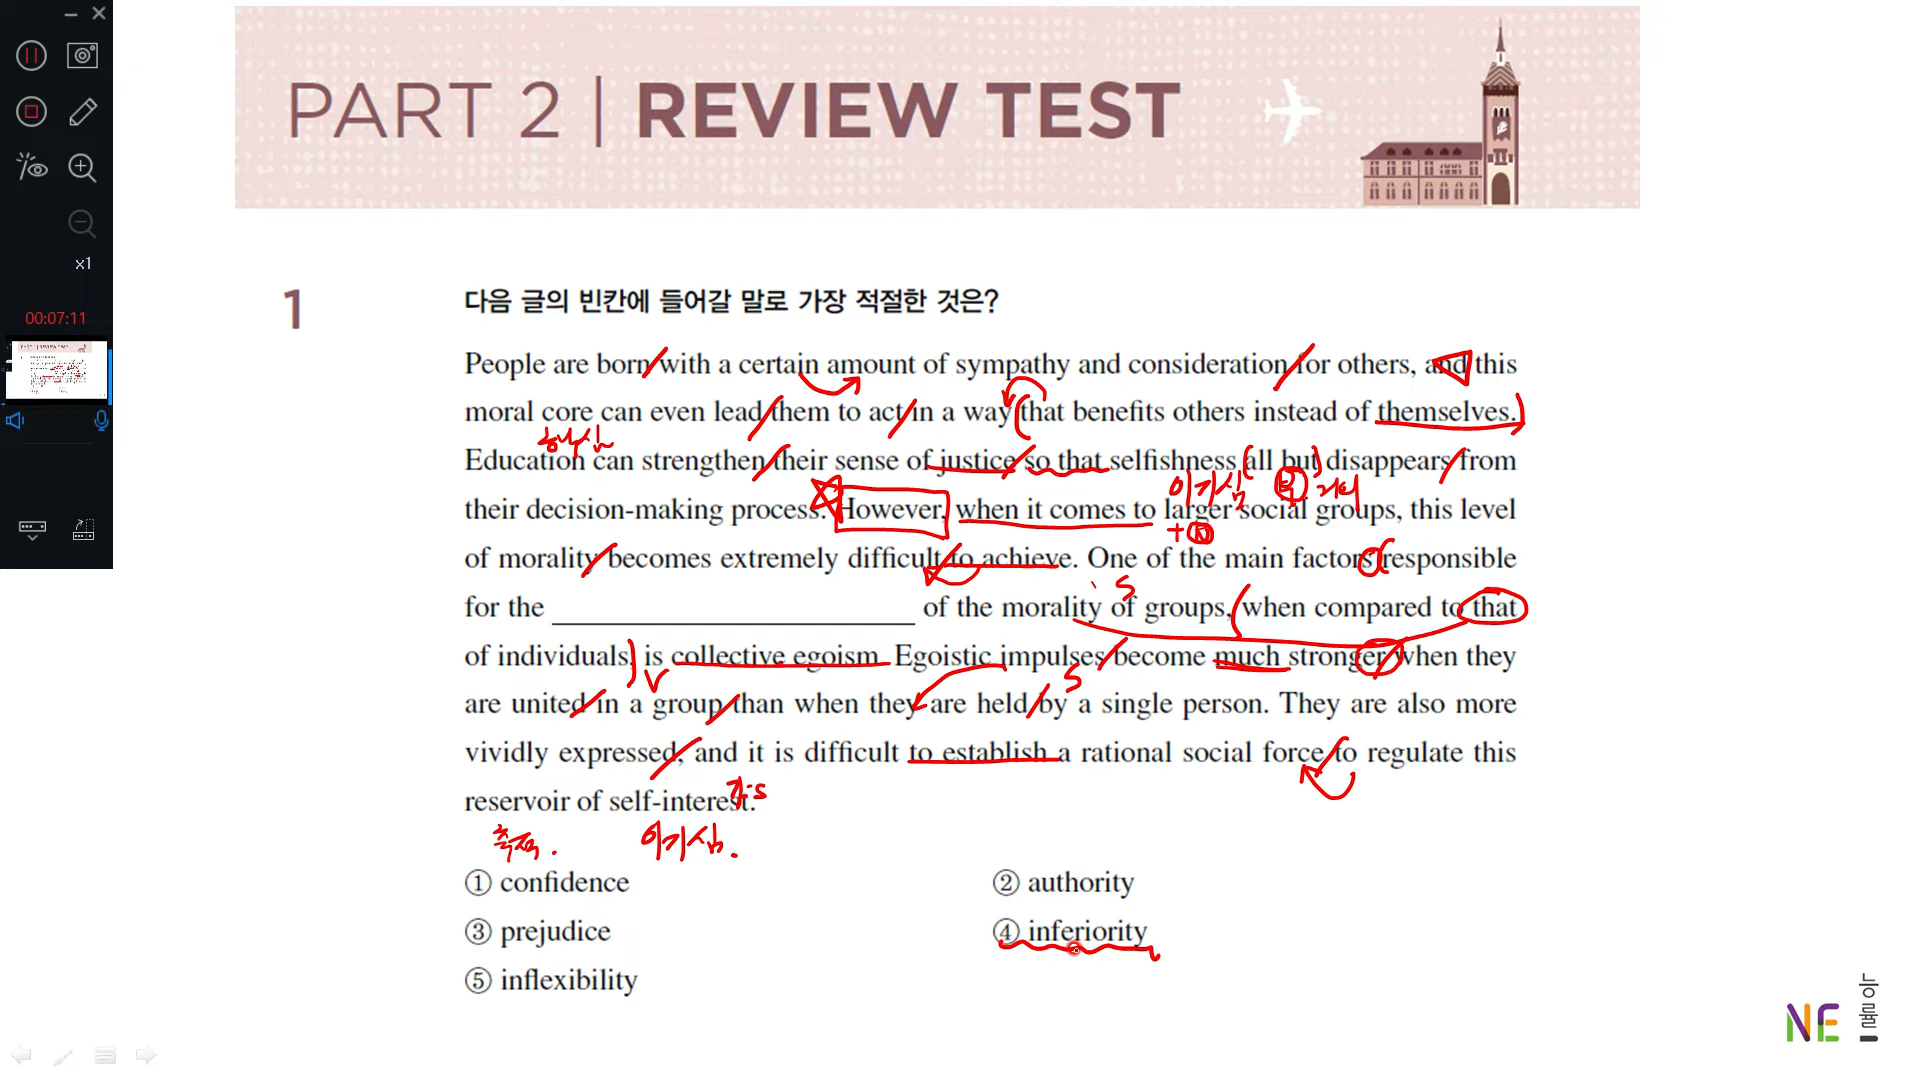 x1
00:07:11
PART 2 | REVIEW TEST
1
다음 글의 빈칸에 들어갈 말로 가장 적절한 것은?
People are born with a certain amount of sympathy and consideration for others, and this
moral core can even lead them to act in a way that benefits others instead of themselves.
Education can strengthen their sense of justice so that selfishness all but disappears from
이기심
their decision-making process. However, when it comes to larger social groups, this level
of morality becomes extremely difficult to achieve. One of the main factors responsible
S
for the ____________ of the morality of groups, when compared to that
of individuals, is collective egoism. Egoistic impulses become much stronger when they
V S
are united in a group than when they are held by a single person. They are also more
vividly expressed, and it is difficult to establish a rational social force to regulate this
reservoir of self-interest.
축적. 이기심.
① confidence
② authority
③ prejudice
④ inferiority
⑤ inflexibility
NE 능률